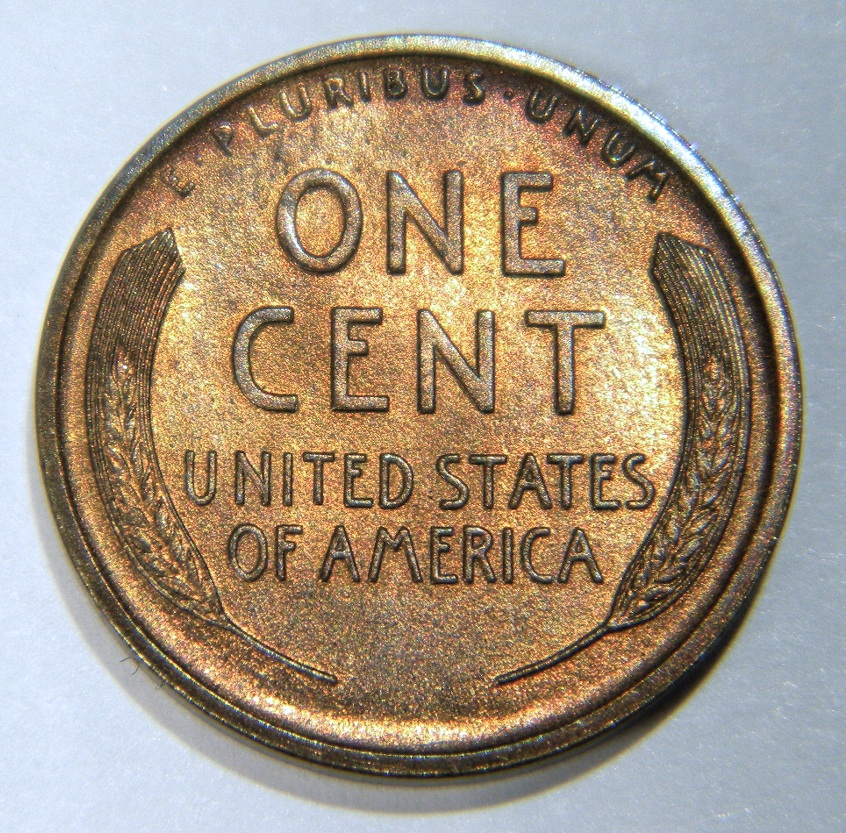 E · PLURIBUS · UNUM
ONE
CENT
UNITED STATES
OF AMERICA